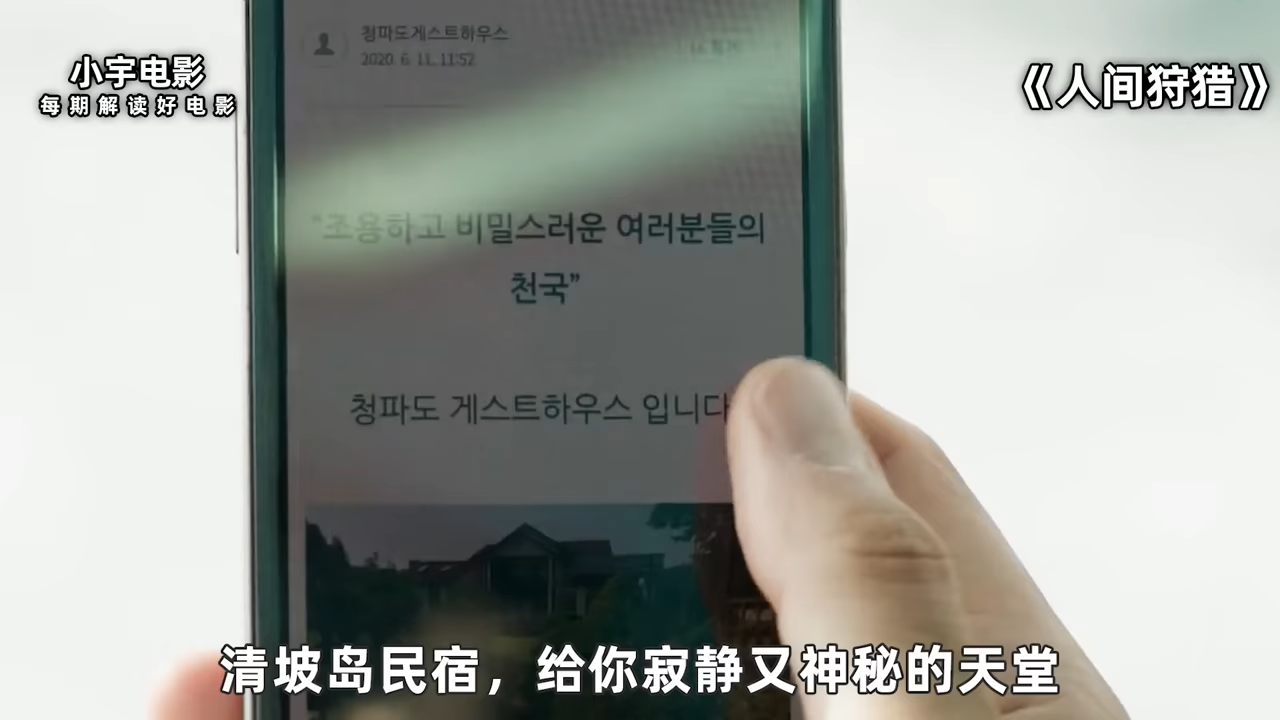 小宇电影
每期解读好电影
《人间狩猎》
청파도게스트하우스
2020. 6. 11. 11:52
"조용하고 비밀스러운 여러분들의
천국"
청파도 게스트하우스 입니다
清坡岛民宿，给你寂静又神秘的天堂